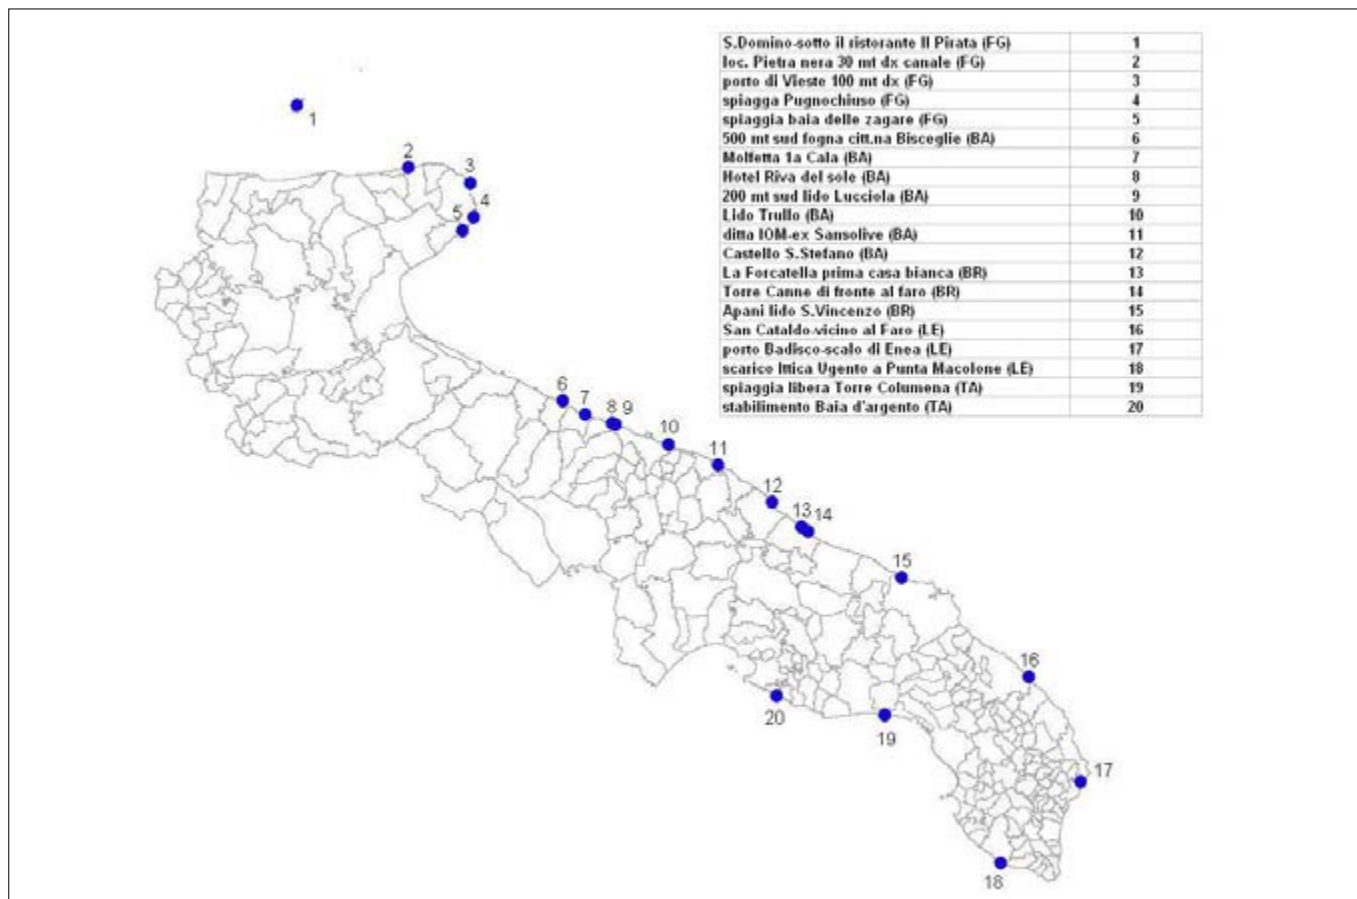 S.Domino-sotto il ristorante Il Pirata (FG) 1
loc. Pietra nera 30 mt dx canale (FG) 2
porto di Vieste 100 mt dx (FG) 3
spiagga Pugnochiuso (FG) 4
spiaggia baia delle zagare (FG) 5
500 mt sud fogna citt.na Bisceglie (BA) 6
Molfetta 1a Cala (BA) 7
Hotel Riva del sole (BA) 8
200 mt sud lido Lucciola (BA) 9
Lido Trullo (BA) 10
ditta IOM-ex Sansolive (BA) 11
Castello S.Stefano (BA) 12
La Forcatella prima casa bianca (BR) 13
Torre Canne di fronte al faro (BR) 14
Apani lido S.Vincenzo (BR) 15
San Cataldo-vicino al Faro (LE) 16
porto Badisco-scalo di Enea (LE) 17
scarico Ittica Ugento a Punta Macolone (LE) 18
spiaggia libera Torre Columena (TA) 19
stabilimento Baia d'argento (TA) 20
1
2
3
4
5
6
7
8
9
10
11
12
13
14
15
16
17
18
19
20